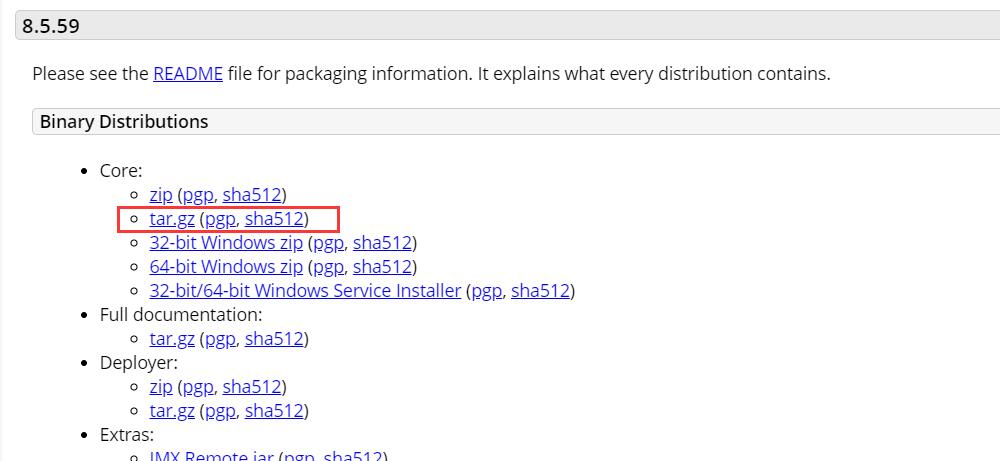 8.5.59
Please see the README file for packaging information. It explains what every distribution contains.
Binary Distributions
Core:
zip (pgp, sha512)
tar.gz (pgp, sha512)
32-bit Windows zip (pgp, sha512)
64-bit Windows zip (pgp, sha512)
32-bit/64-bit Windows Service Installer (pgp, sha512)
Full documentation:
tar.gz (pgp, sha512)
Deployer:
zip (pgp, sha512)
tar.gz (pgp, sha512)
Extras:
JMX Remote jar (pgp, sha512)